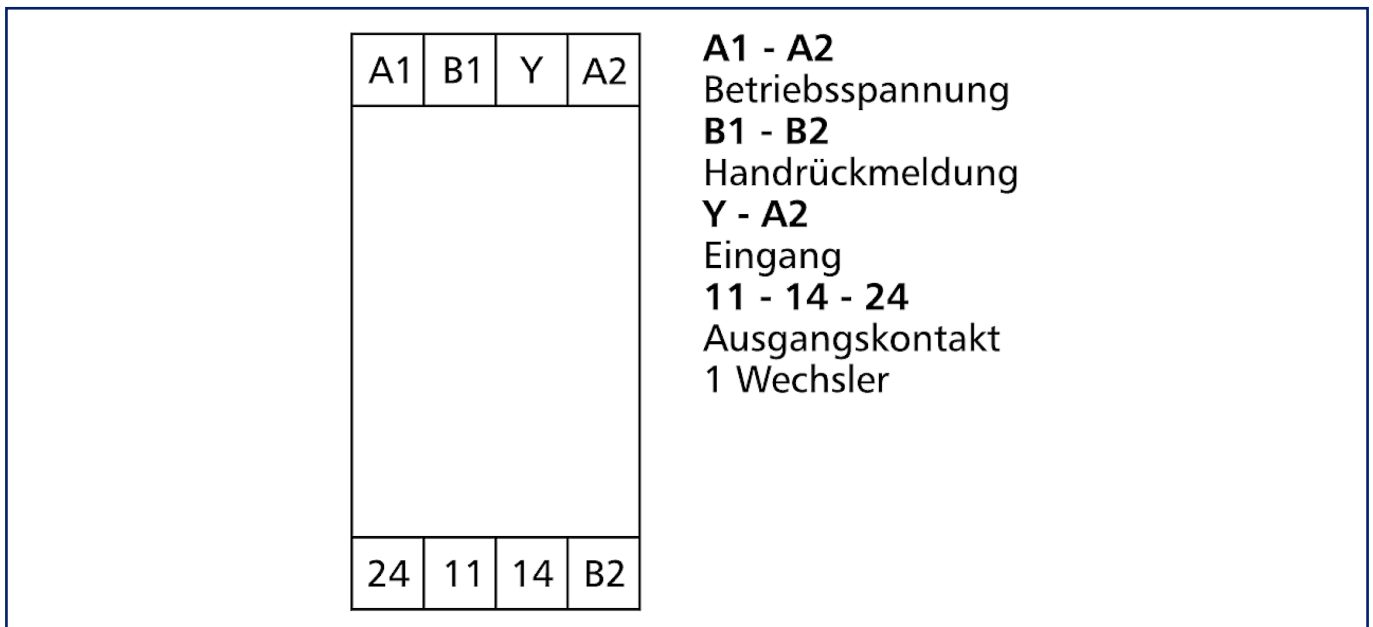 A1 B1 Y A2
A1 - A2
Betriebsspannung
B1 - B2
Handrückmeldung
Y - A2
Eingang
11 - 14 - 24
Ausgangskontakt
1 Wechsler
24 11 14 B2